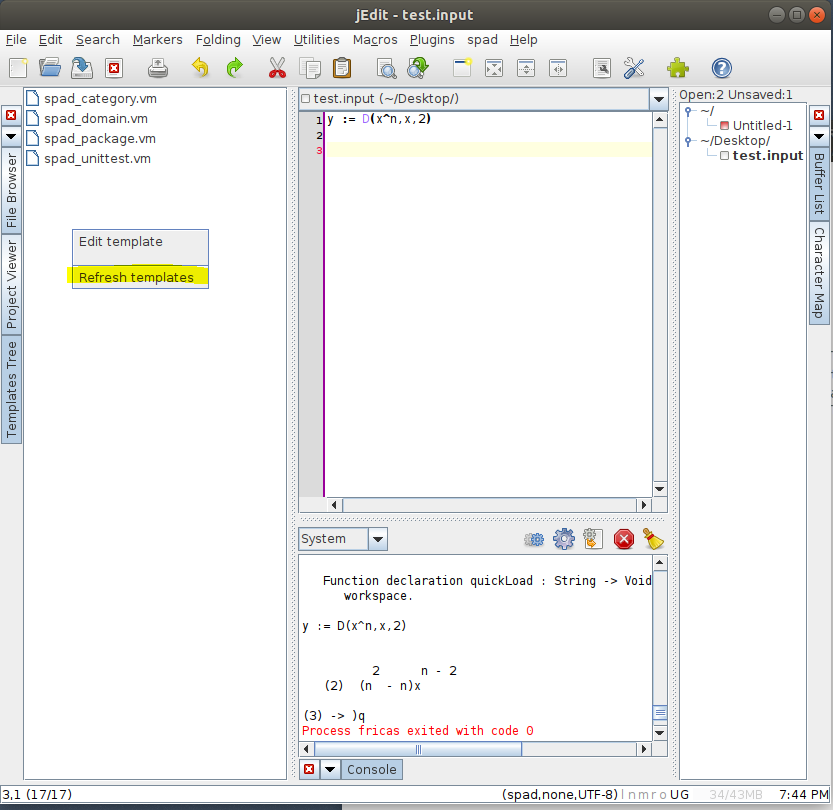 jEdit - test.input
File Edit Search Markers Folding View Utilities Macros Plugins spad Help
File Browser
Project Viewer
Templates Tree
spad_category.vm
spad_domain.vm
spad_package.vm
spad_unittest.vm
Edit template
Refresh templates
test.input (~/Desktop/)
1 y := D(x^n,x,2)
2
3
System
Function declaration quickLoad : String -> Void
workspace.
y := D(x^n,x,2)
2 n - 2
(2) (n - n)x
(3) -> )q
Process fricas exited with code 0
Console
Open:2 Unsaved:1
~/
Untitled-1
~/Desktop/
test.input
Buffer List
Character Map
3,1 (17/17) (spad,none,UTF-8) l n m r o UG 34/43MB 7:44 PM